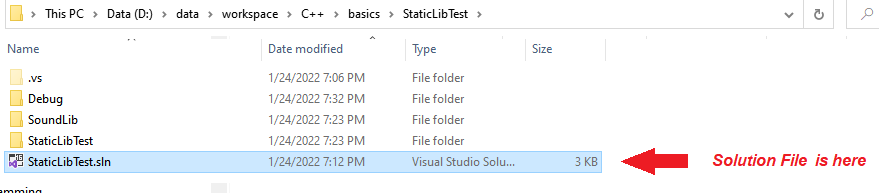 This PC > Data (D:) > data > workspace > C++ > basics > StaticLibTest >
Name Date modified Type Size
.vs 1/24/2022 7:06 PM File folder
Debug 1/24/2022 7:32 PM File folder
SoundLib 1/24/2022 7:23 PM File folder
StaticLibTest 1/24/2022 7:23 PM File folder
StaticLibTest.sln 1/24/2022 7:12 PM Visual Studio Solu... 3 KB
Solution File is here